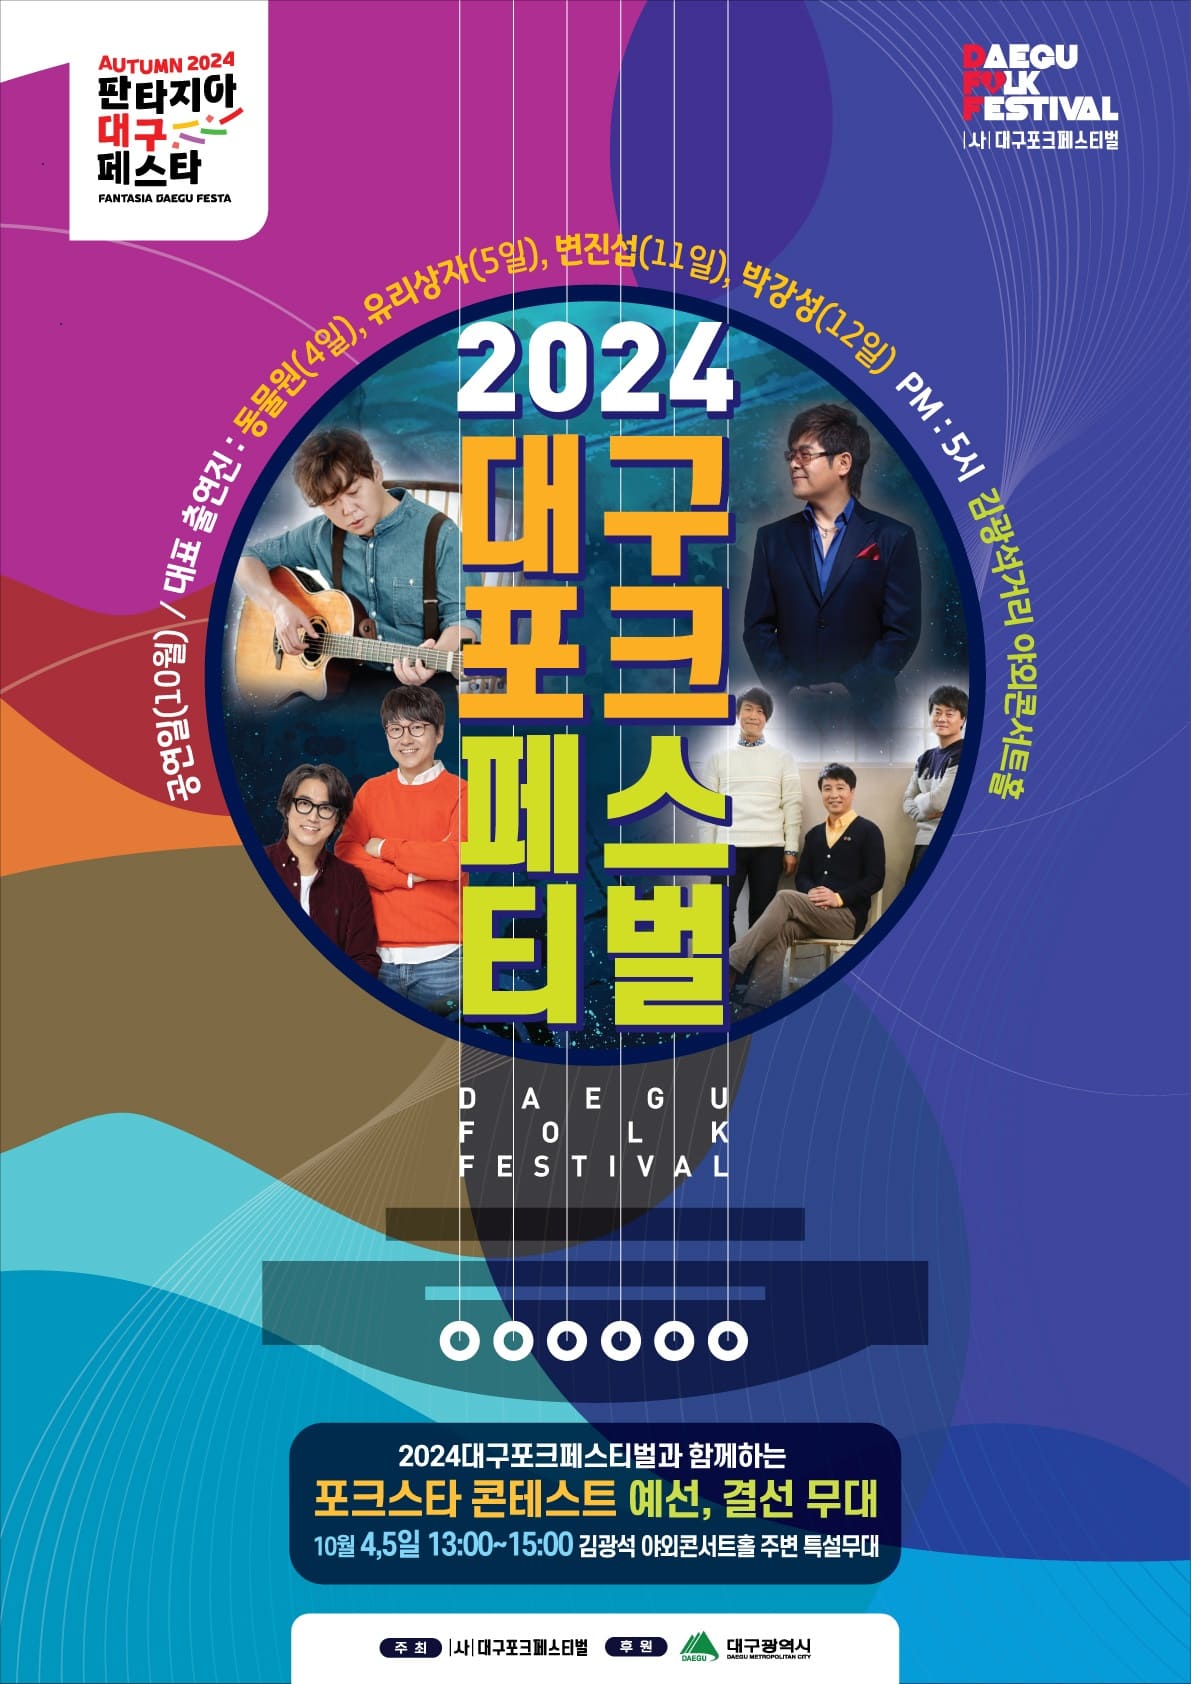 AUTUMN 2024
판타지아
대구
페스타
FANTASIA DAEGU FESTA
DAEGU
FOLK
FESTIVAL
|사| 대구포크페스티벌
공연일(10월) / 대표 출연진 : 동물원(4일), 유리상자(5일), 변진섭(11일), 박강성(12일) PM : 5시 김광석거리 야외콘서트홀
2024
대구
포크
페스
티벌
DAEGU
FOLK
FESTIVAL
2024대구포크페스티벌과 함께하는
포크스타 콘테스트 예선, 결선 무대
10월 4,5일 13:00~15:00 김광석 야외콘서트홀 주변 특설무대
주최 |사| 대구포크페스티벌 후원 DAEGU 대구광역시
DAEGU METROPOLITAN CITY